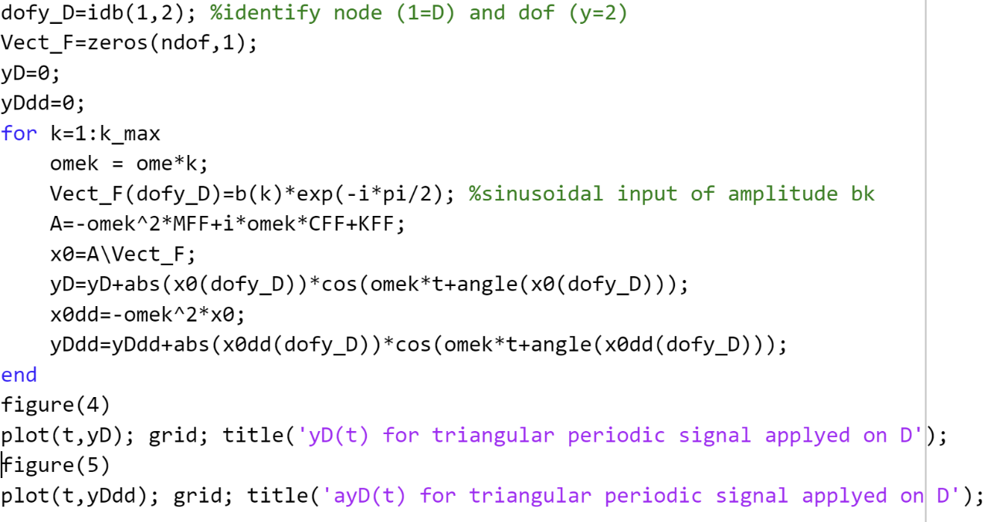 dofy_D=idb(1,2); %identify node (1=D) and dof (y=2)
Vect_F=zeros(ndof,1);
yD=0;
yDdd=0;
for k=1:k_max
    omek = ome*k;
    Vect_F(dofy_D)=b(k)*exp(-i*pi/2); %sinusoidal input of amplitude bk
    A=-omek^2*MFF+i*omek*CFF+KFF;
    x0=A\Vect_F;
    yD=yD+abs(x0(dofy_D))*cos(omek*t+angle(x0(dofy_D)));
    x0dd=-omek^2*x0;
    yDdd=yDdd+abs(x0dd(dofy_D))*cos(omek*t+angle(x0dd(dofy_D)));
end
figure(4)
plot(t,yD); grid; title('yD(t) for triangular periodic signal applyed on D');
figure(5)
plot(t,yDdd); grid; title('ayD(t) for triangular periodic signal applyed on D');